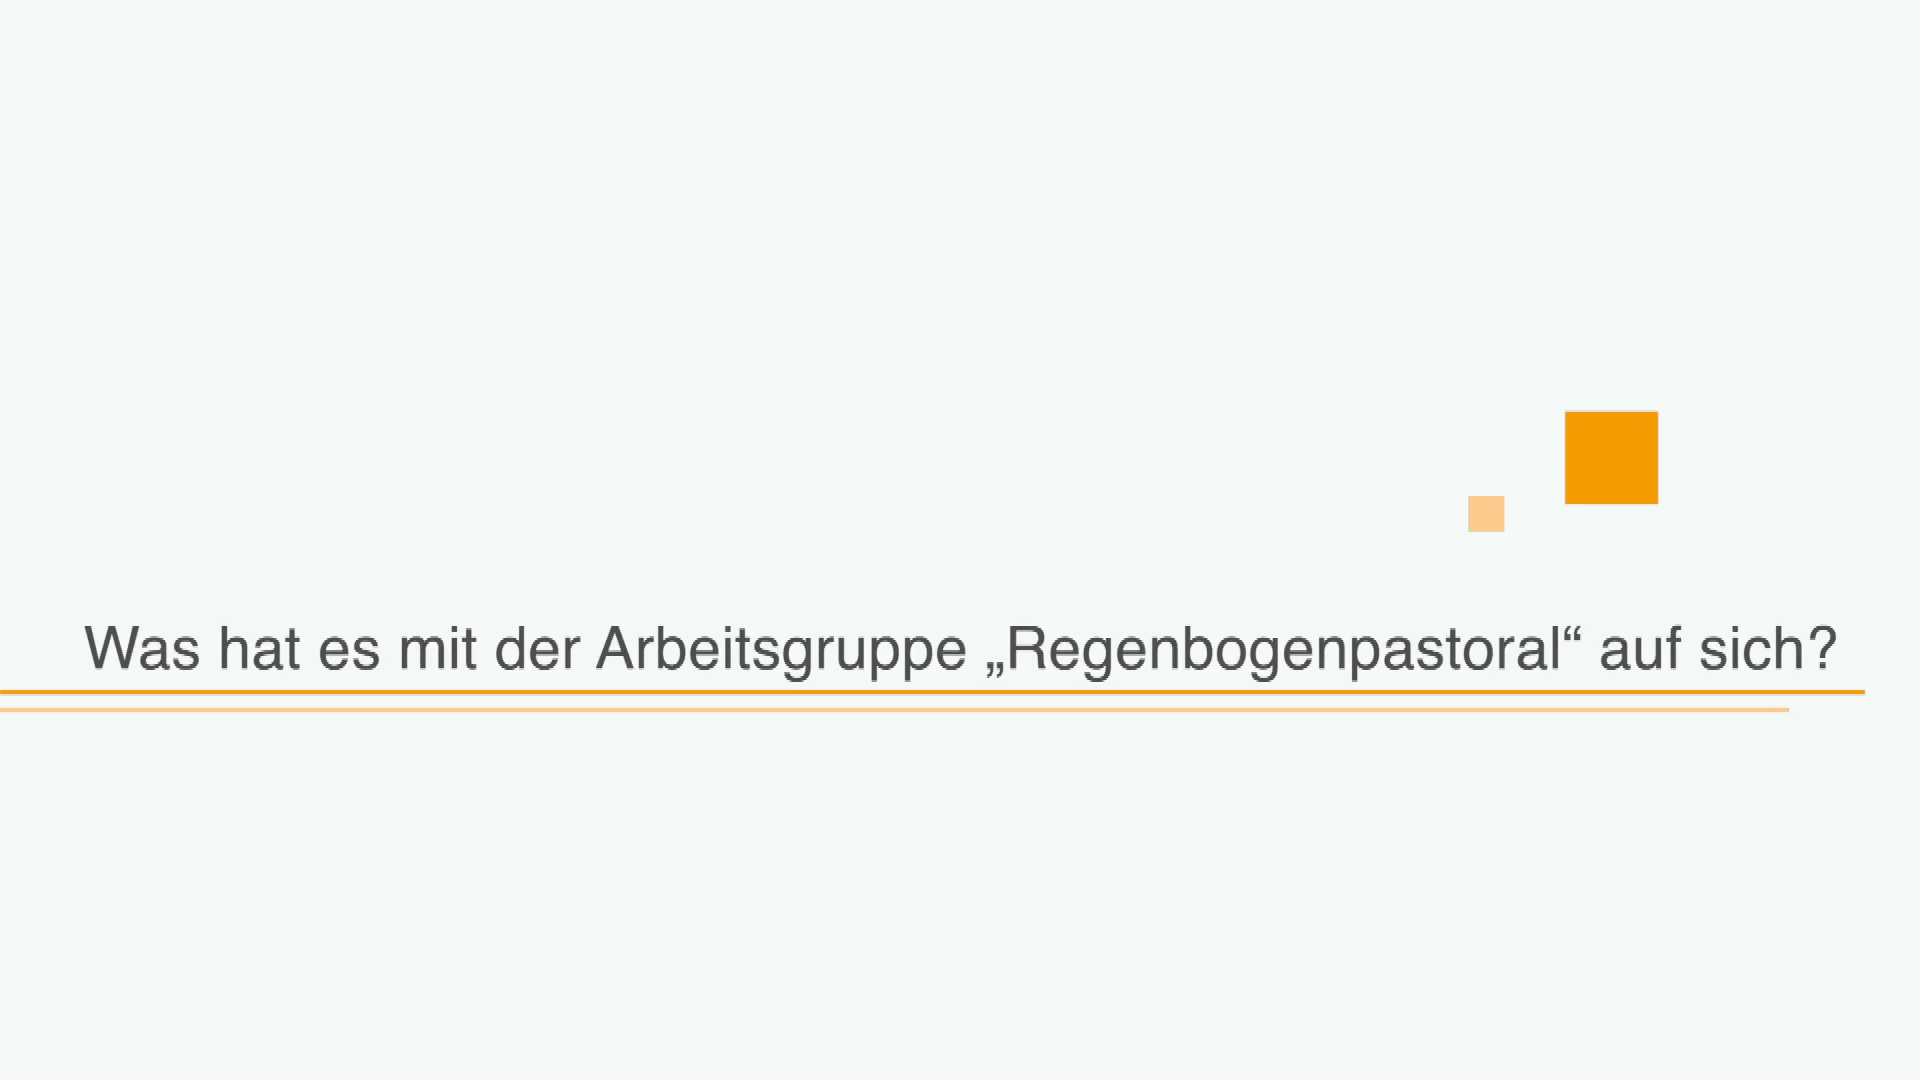 Was hat es mit der Arbeitsgruppe „Regenbogenpastoral“ auf sich?